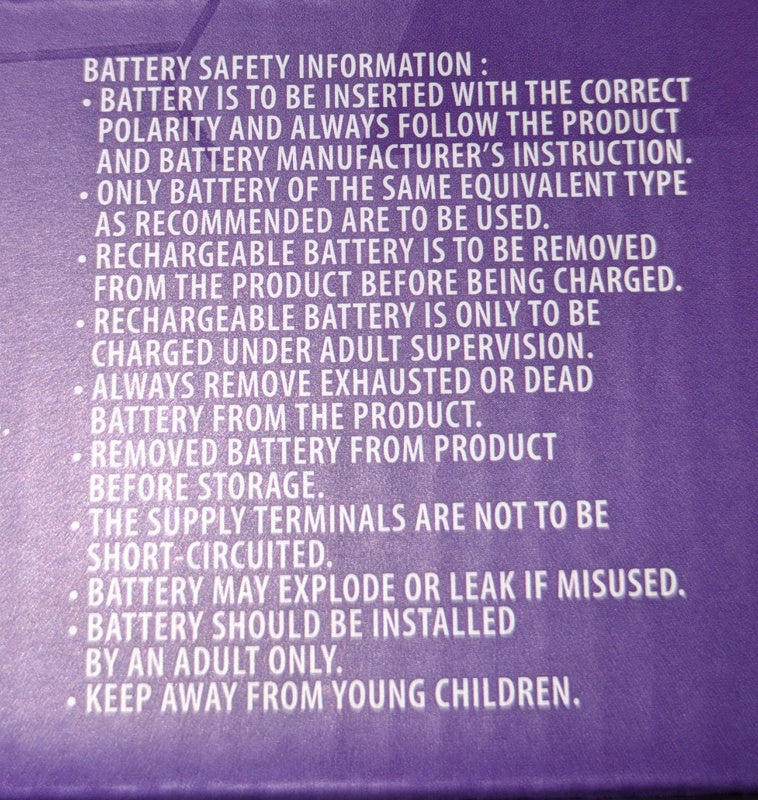 BATTERY SAFETY INFORMATION :
• BATTERY IS TO BE INSERTED WITH THE CORRECT
POLARITY AND ALWAYS FOLLOW THE PRODUCT
AND BATTERY MANUFACTURER'S INSTRUCTION.
• ONLY BATTERY OF THE SAME EQUIVALENT TYPE
AS RECOMMENDED ARE TO BE USED.
• RECHARGEABLE BATTERY IS TO BE REMOVED
FROM THE PRODUCT BEFORE BEING CHARGED.
• RECHARGEABLE BATTERY IS ONLY TO BE
CHARGED UNDER ADULT SUPERVISION.
• ALWAYS REMOVE EXHAUSTED OR DEAD
BATTERY FROM THE PRODUCT.
• REMOVED BATTERY FROM PRODUCT
BEFORE STORAGE.
• THE SUPPLY TERMINALS ARE NOT TO BE
SHORT-CIRCUITED.
• BATTERY MAY EXPLODE OR LEAK IF MISUSED.
• BATTERY SHOULD BE INSTALLED
BY AN ADULT ONLY.
• KEEP AWAY FROM YOUNG CHILDREN.